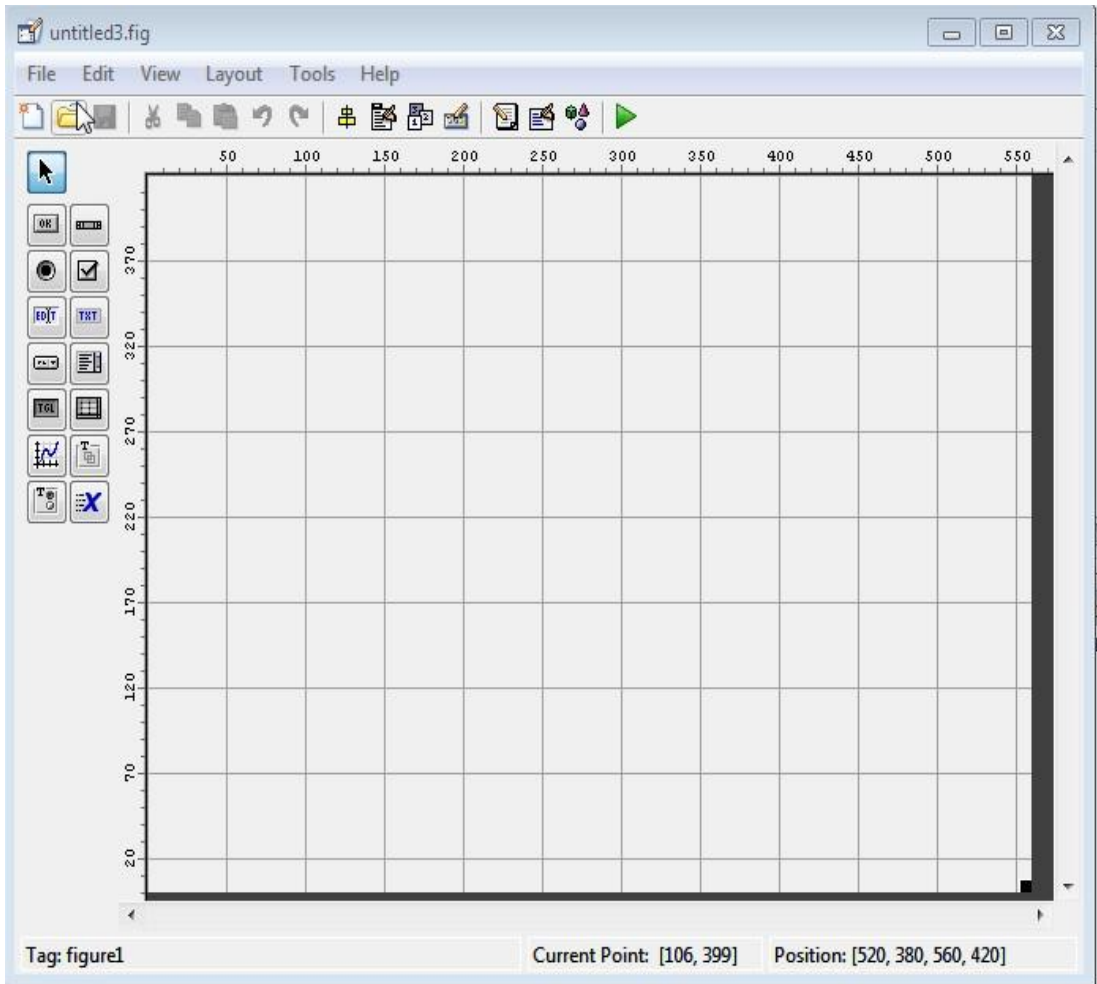 untitled3.fig
File Edit View Layout Tools Help
50 100 150 200 250 300 350 400 450 500 550
OK
370
EDIT TXT
320
TGL
270
T
T
X
220
170
120
70
20
Tag: figure1 Current Point: [106, 399] Position: [520, 380, 560, 420]